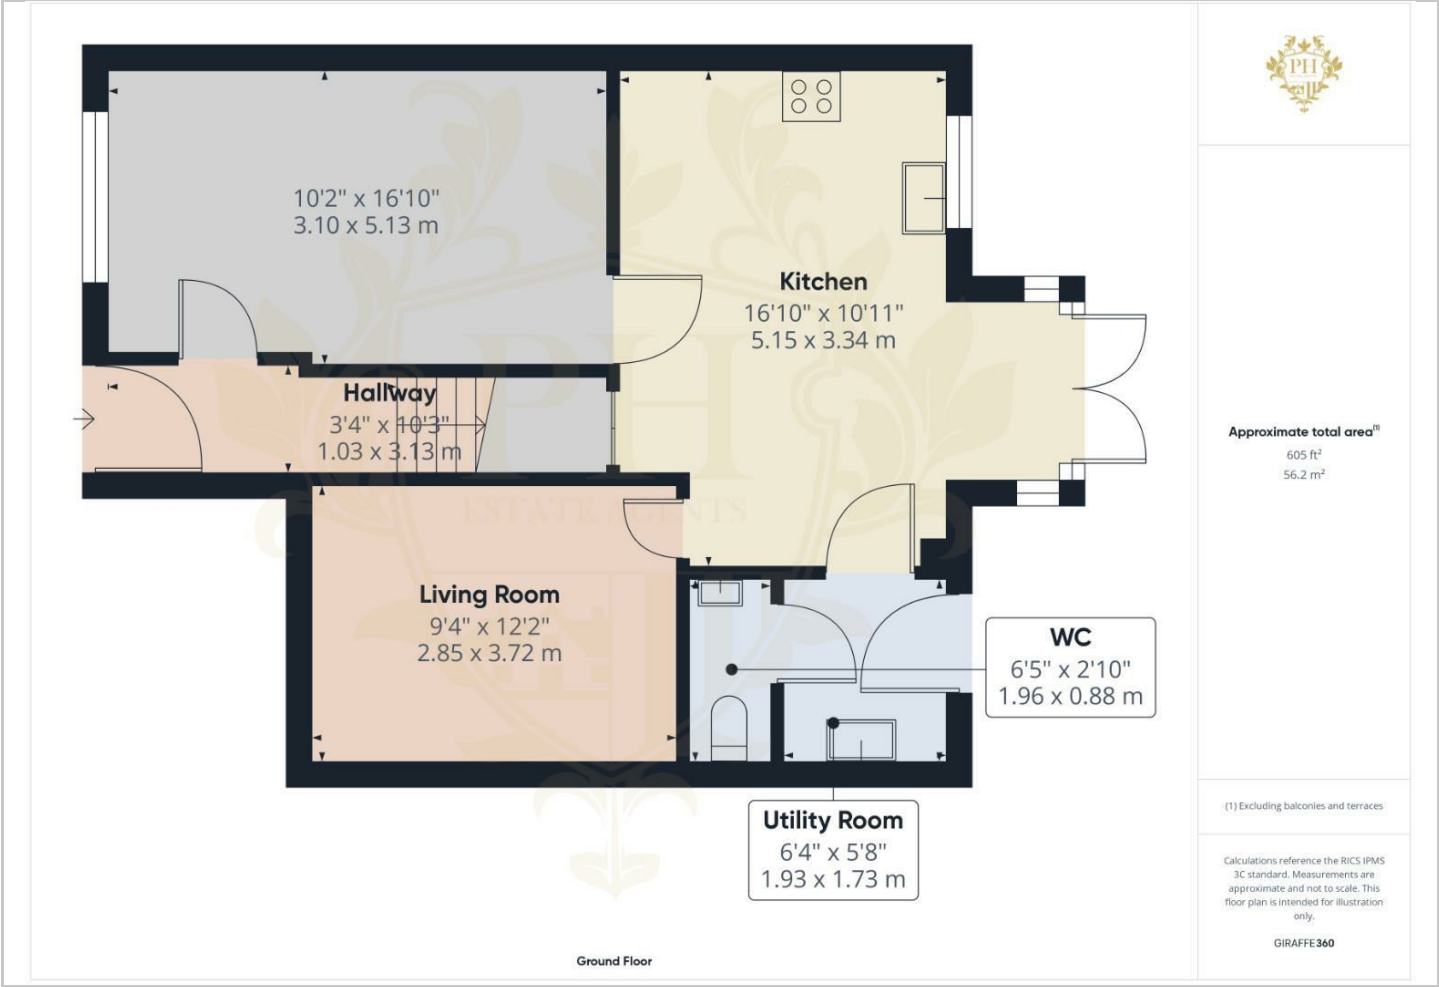 10'2" x 16'10"
3.10 x 5.13 m
Kitchen
16'10" x 10'11"
5.15 x 3.34 m
Hallway
3'4" x 10'3"
1.03 x 3.13 m
Living Room
9'4" x 12'2"
2.85 x 3.72 m
WC
6'5" x 2'10"
1.96 x 0.88 m
Utility Room
6'4" x 5'8"
1.93 x 1.73 m
Ground Floor
PH
ESTATE AGENTS
PH
Approximate total area(1)
605 ft²
56.2 m²
(1) Excluding balconies and terraces
Calculations reference the RICS IPMS
3C standard. Measurements are
approximate and not to scale. This
floor plan is intended for illustration
only.
GIRAFFE360